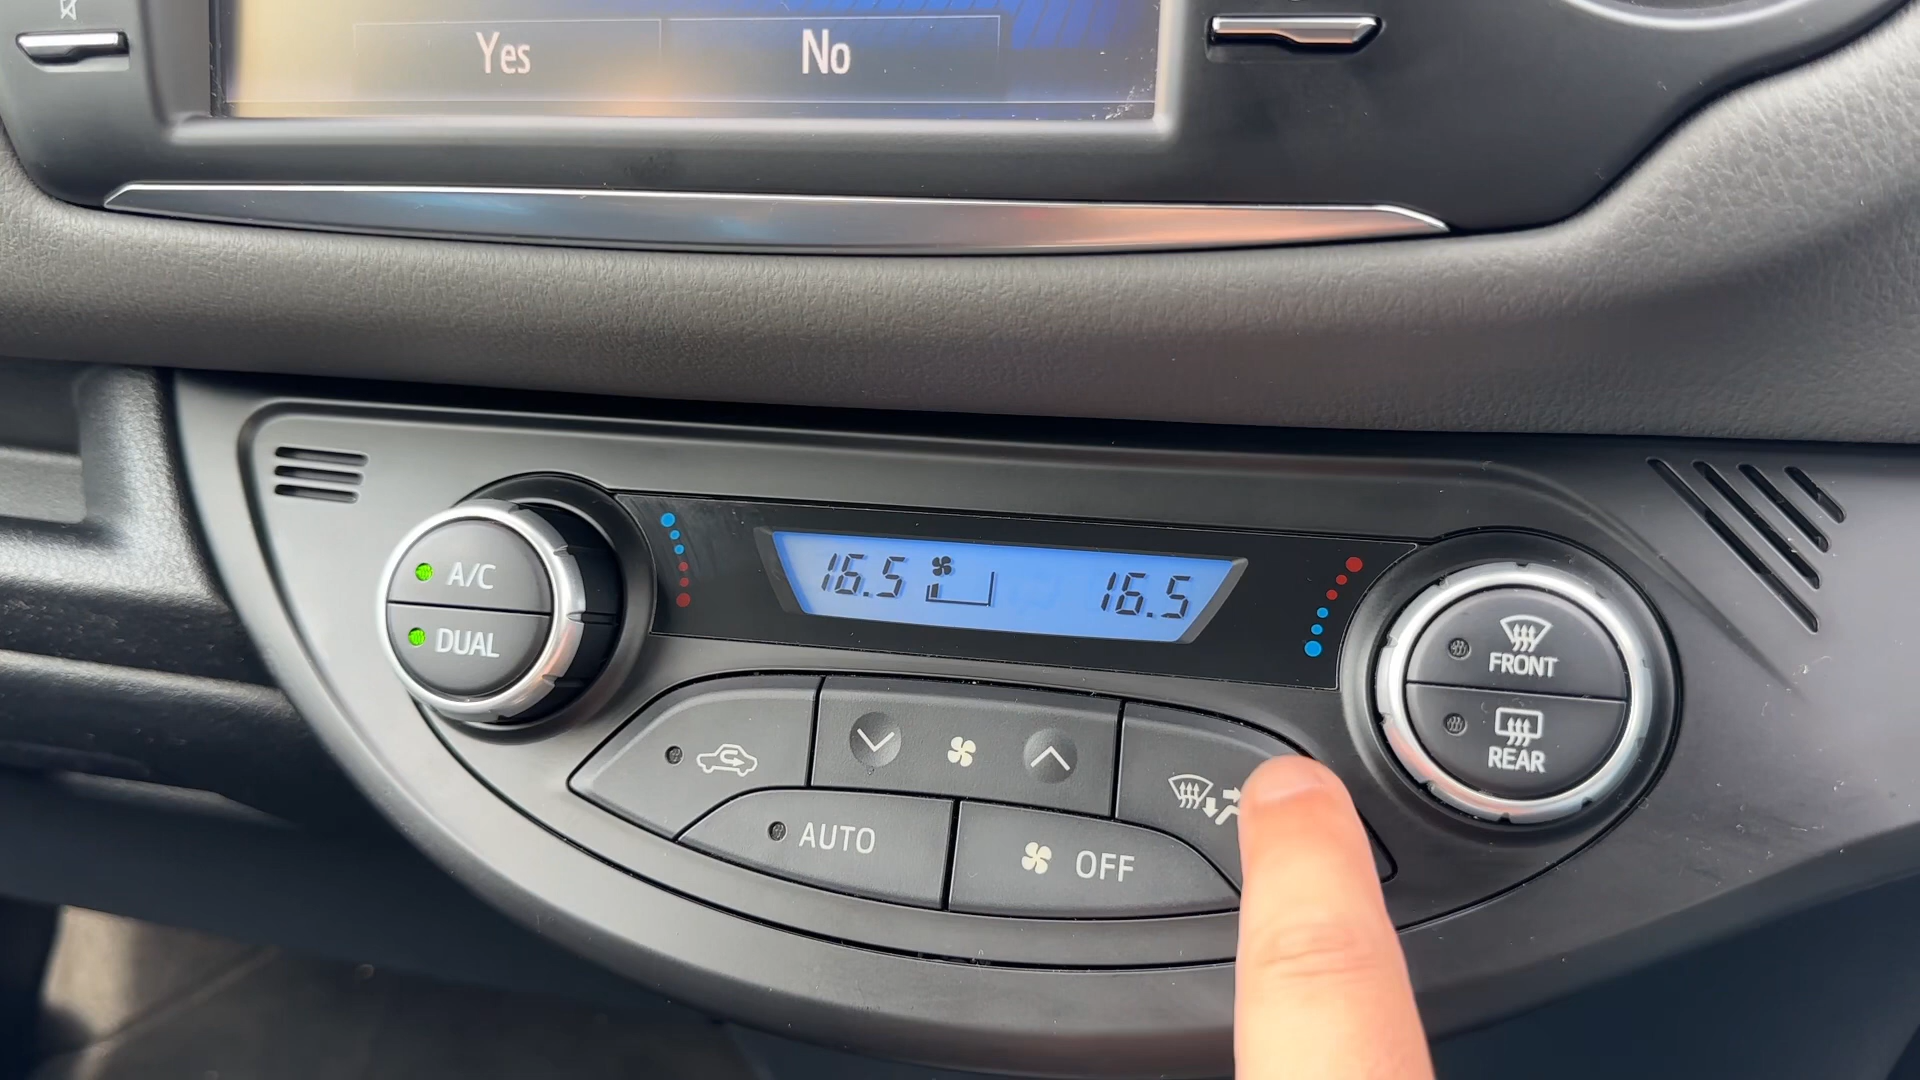 Yes No
A/C
DUAL
16.5 16.5
FRONT
REAR
AUTO
OFF